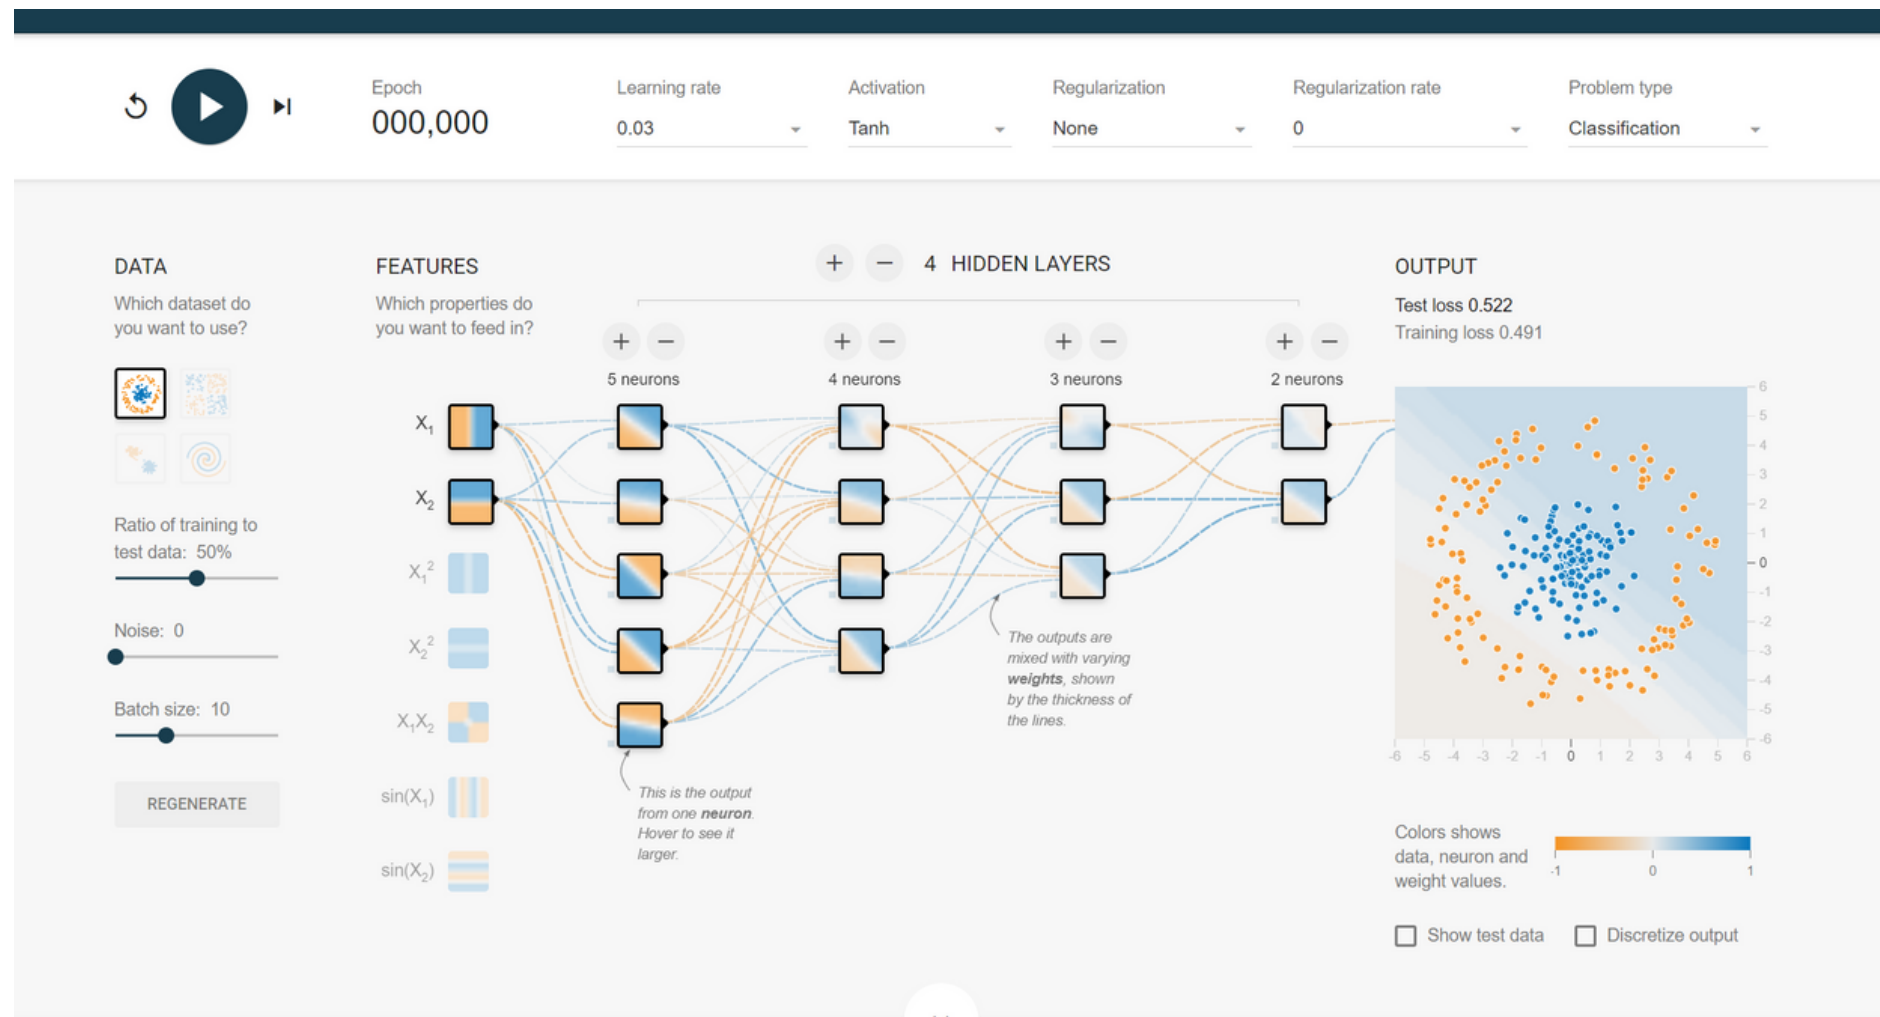 Epoch
000,000
Learning rate
0.03
Activation
Tanh
Regularization
None
Regularization rate
0
Problem type
Classification
DATA
Which dataset do
you want to use?
Ratio of training to
test data: 50%
Noise: 0
Batch size: 10
REGENERATE
FEATURES
Which properties do
you want to feed in?
X₁
X₂
X₁²
X₂²
X₁X₂
sin(X₁)
sin(X₂)
+ − 4 HIDDEN LAYERS
+ −
5 neurons
+ −
4 neurons
+ −
3 neurons
+ −
2 neurons
This is the output
from one neuron.
Hover to see it
larger.
The outputs are
mixed with varying
weights, shown
by the thickness of
the lines.
OUTPUT
Test loss 0.522
Training loss 0.491
6
5
4
3
2
1
0
-1
-2
-3
-4
-5
-6
-6 -5 -4 -3 -2 -1 0 1 2 3 4 5 6
Colors shows
data, neuron and
weight values.
-1 0 1
Show test data
Discretize output